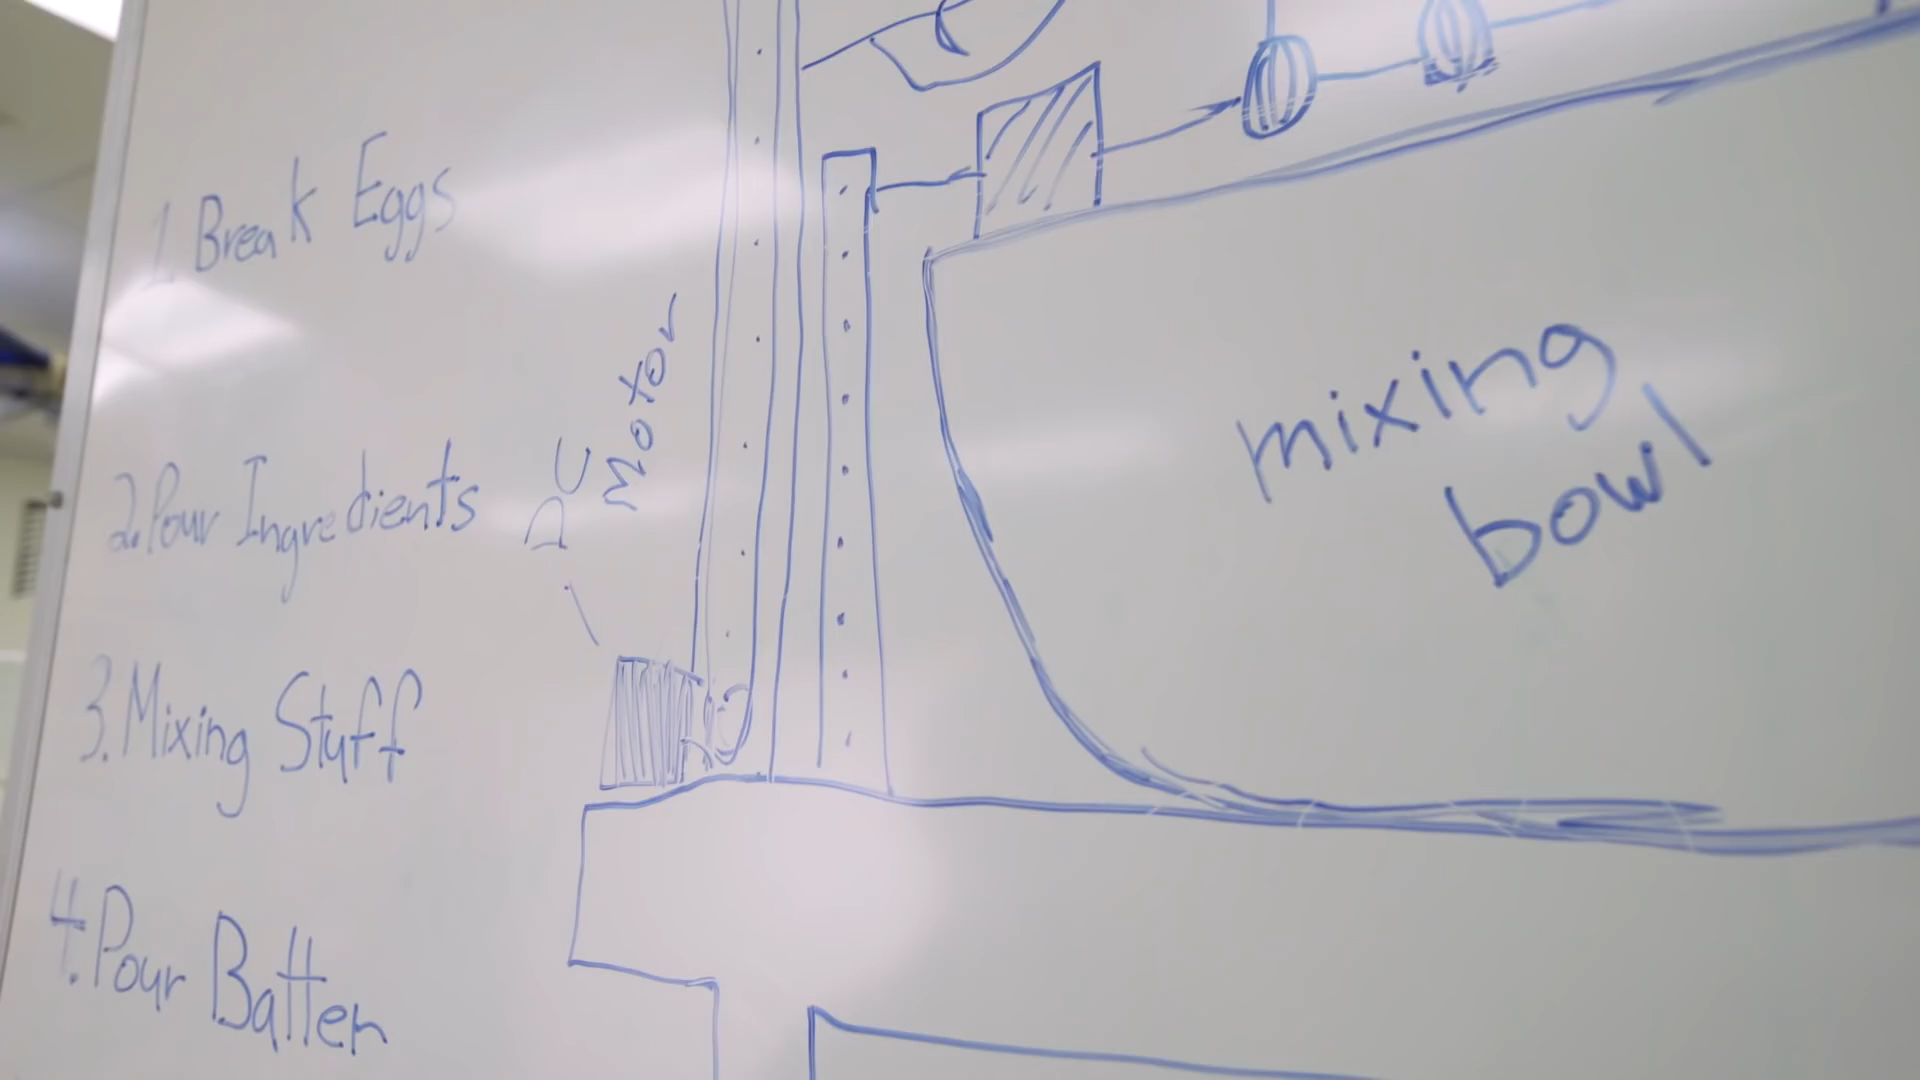 1. Break Eggs
2. Pour Ingredients
3. Mixing Stuff
4. Pour Batter
DC
Motor
mixing
bowl